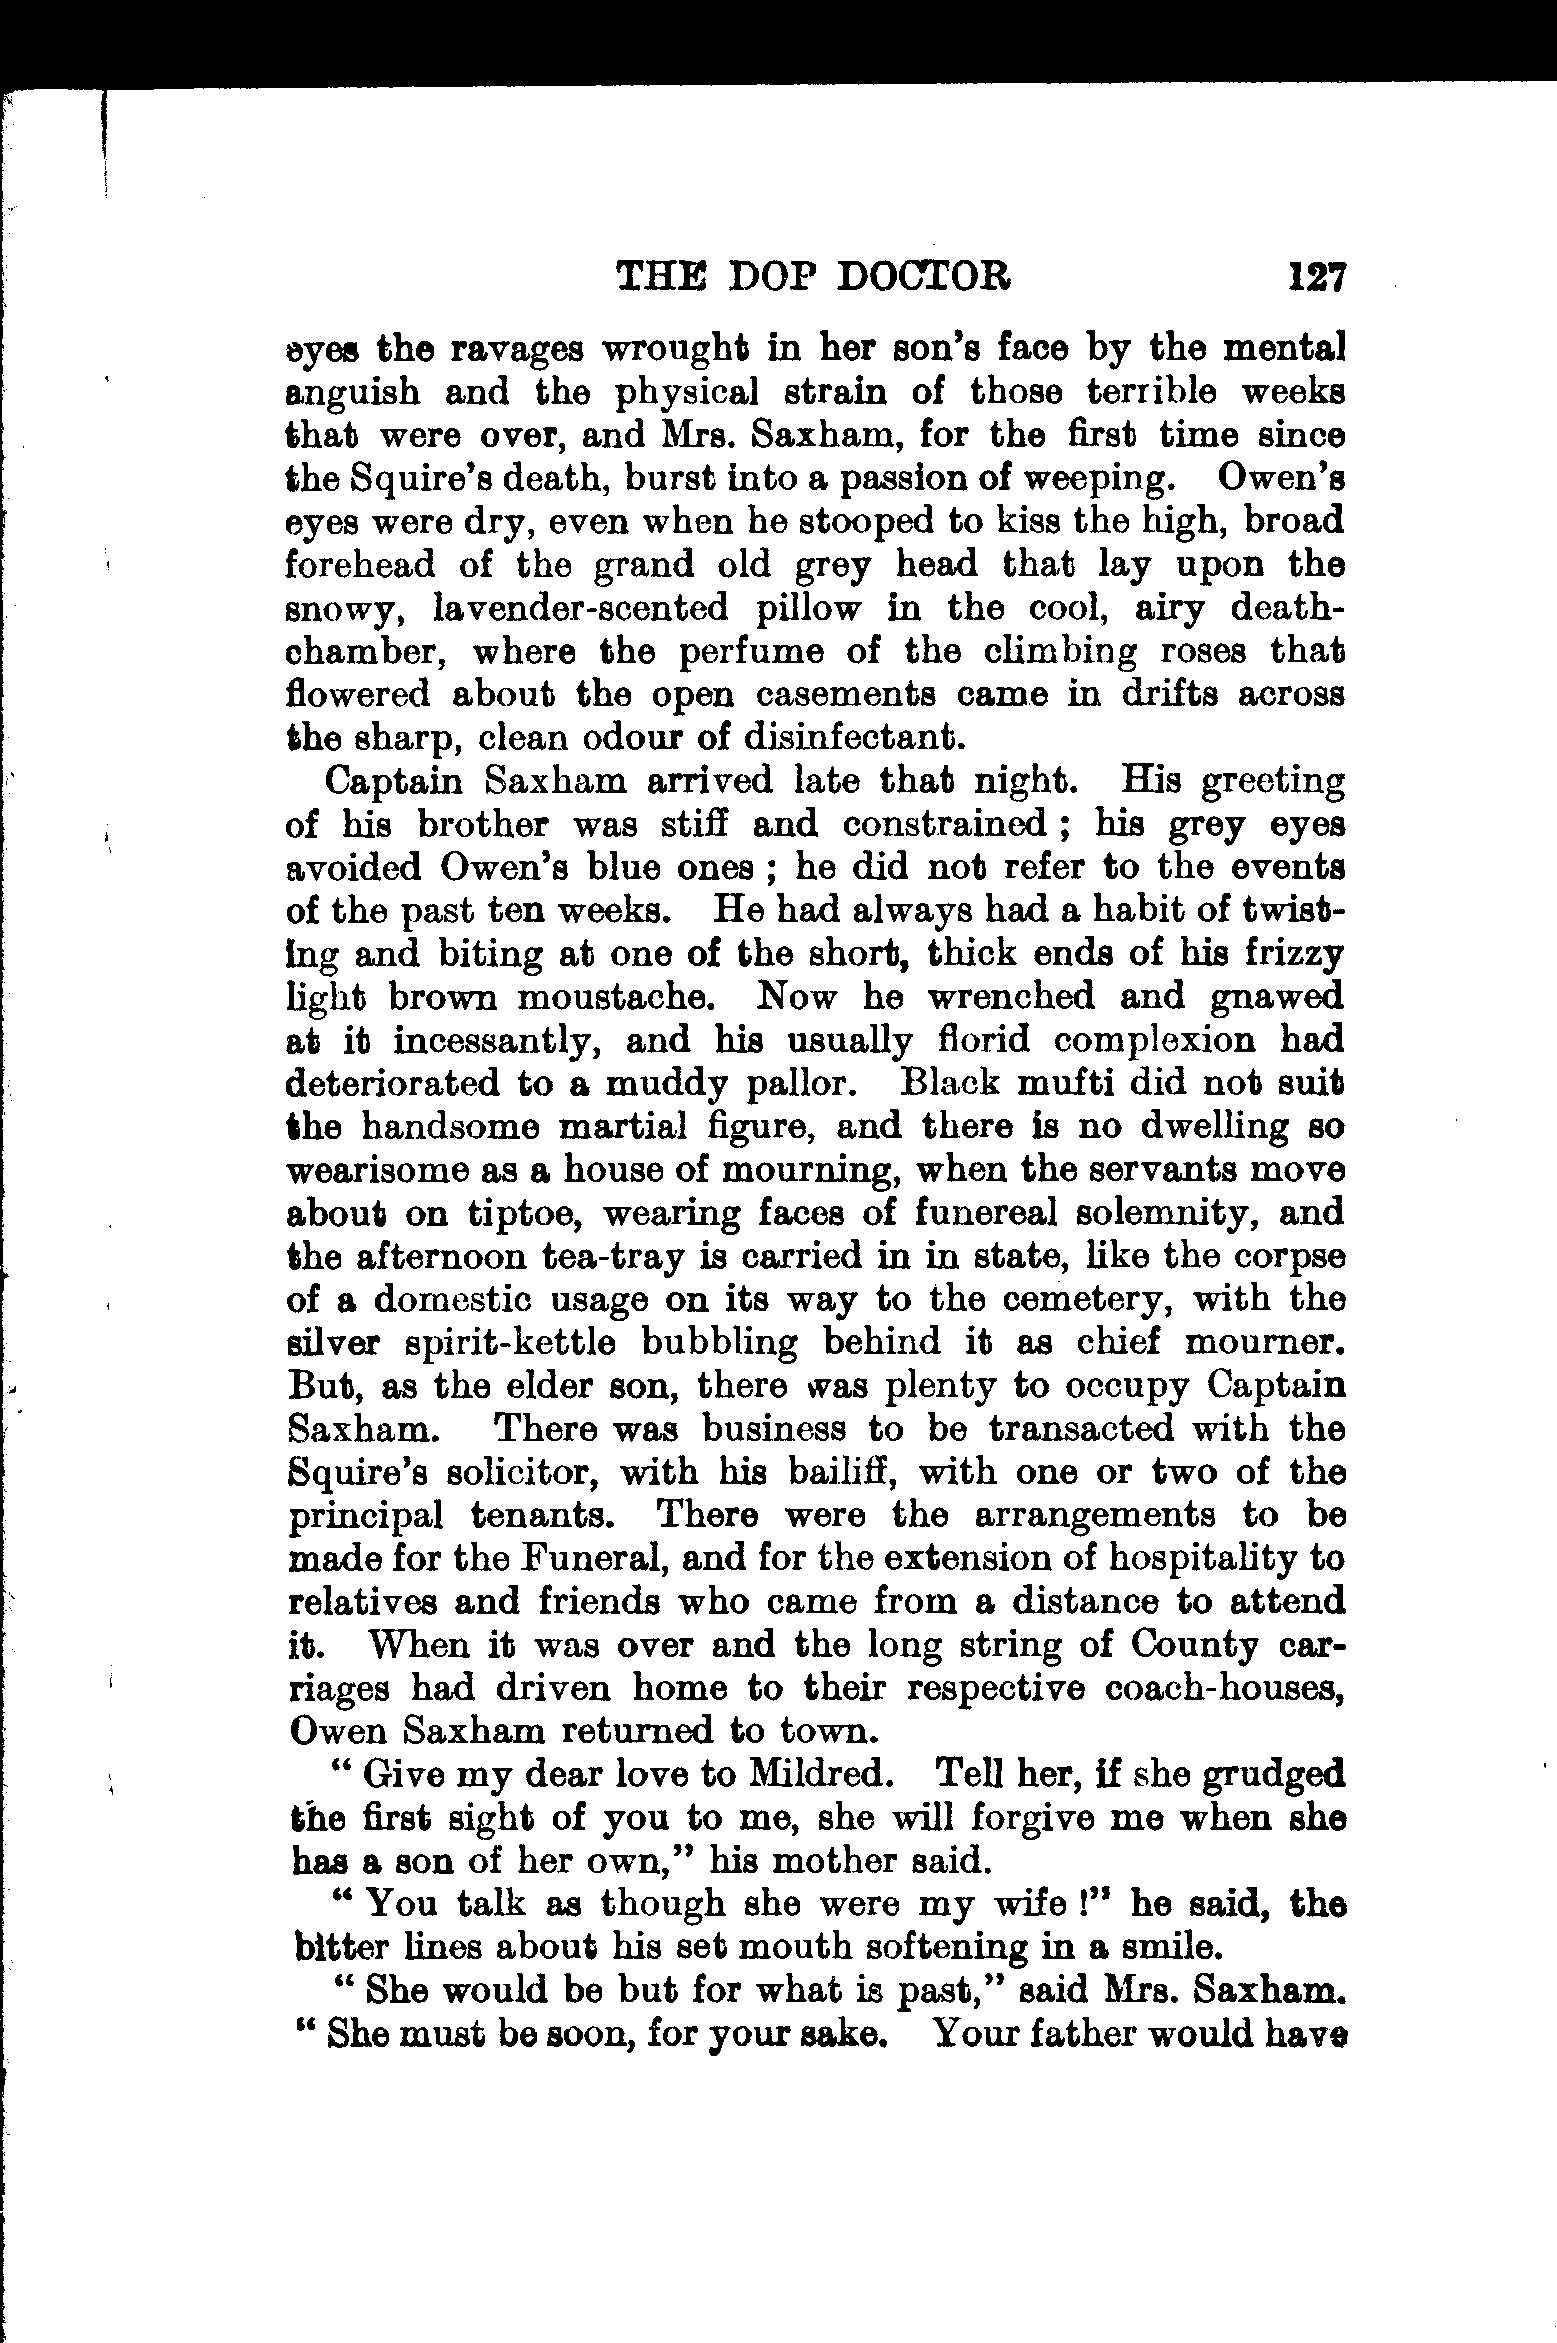 THE DOP DOCTOR 127
eyes the ravages wrought in her son's face by the mental
anguish and the physical strain of those terrible weeks
that were over, and Mrs. Saxham, for the first time since
the Squire's death, burst into a passion of weeping. Owen's
eyes were dry, even when he stooped to kiss the high, broad
forehead of the grand old grey head that lay upon the
snowy, lavender-scented pillow in the cool, airy death-
chamber, where the perfume of the climbing roses that
flowered about the open casements came in drifts across
the sharp, clean odour of disinfectant.
Captain Saxham arrived late that night. His greeting
of his brother was stiff and constrained ; his grey eyes
avoided Owen's blue ones ; he did not refer to the events
of the past ten weeks. He had always had a habit of twist-
ing and biting at one of the short, thick ends of his frizzy
light brown moustache. Now he wrenched and gnawed
at it incessantly, and his usually florid complexion had
deteriorated to a muddy pallor. Black mufti did not suit
the handsome martial figure, and there is no dwelling so
wearisome as a house of mourning, when the servants move
about on tiptoe, wearing faces of funereal solemnity, and
the afternoon tea-tray is carried in in state, like the corpse
of a domestic usage on its way to the cemetery, with the
silver spirit-kettle bubbling behind it as chief mourner.
But, as the elder son, there was plenty to occupy Captain
Saxham. There was business to be transacted with the
Squire's solicitor, with his bailiff, with one or two of the
principal tenants. There were the arrangements to be
made for the Funeral, and for the extension of hospitality to
relatives and friends who came from a distance to attend
it. When it was over and the long string of County car-
riages had driven home to their respective coach-houses,
Owen Saxham returned to town.
“ Give my dear love to Mildred. Tell her, if she grudged
the first sight of you to me, she will forgive me when she
has a son of her own,” his mother said.
“ You talk as though she were my wife !” he said, the
bitter lines about his set mouth softening in a smile.
“ She would be but for what is past,” said Mrs. Saxham.
“ She must be soon, for your sake. Your father would have